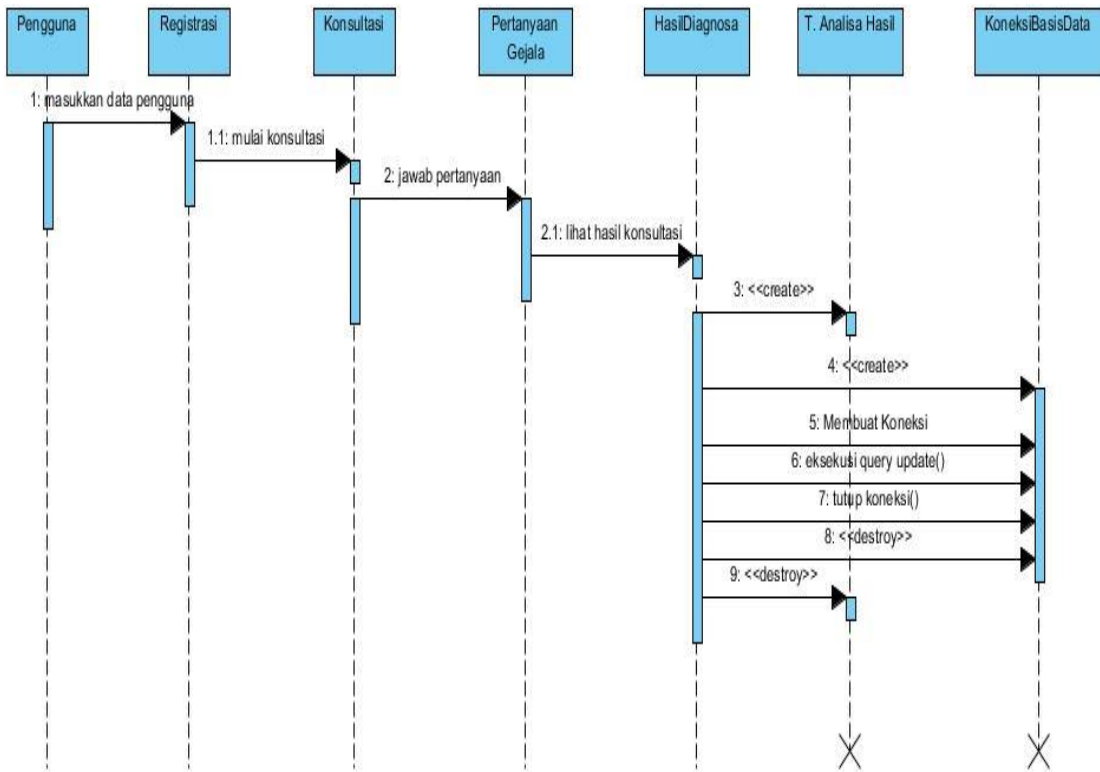 Pengguna
Registrasi
Konsultasi
Pertanyaan
Gejala
HasilDiagnosa
T. Analisa Hasil
KoneksiBasisData
1: masukkan data pengguna
1.1: mulai konsultasi
2: jawab pertanyaan
2.1: lihat hasil konsultasi
3: <<create>>
4: <<create>>
5: Membuat Koneksi
6: eksekusi query update()
7: tutup koneksi()
8: <<destroy>>
9: <<destroy>>